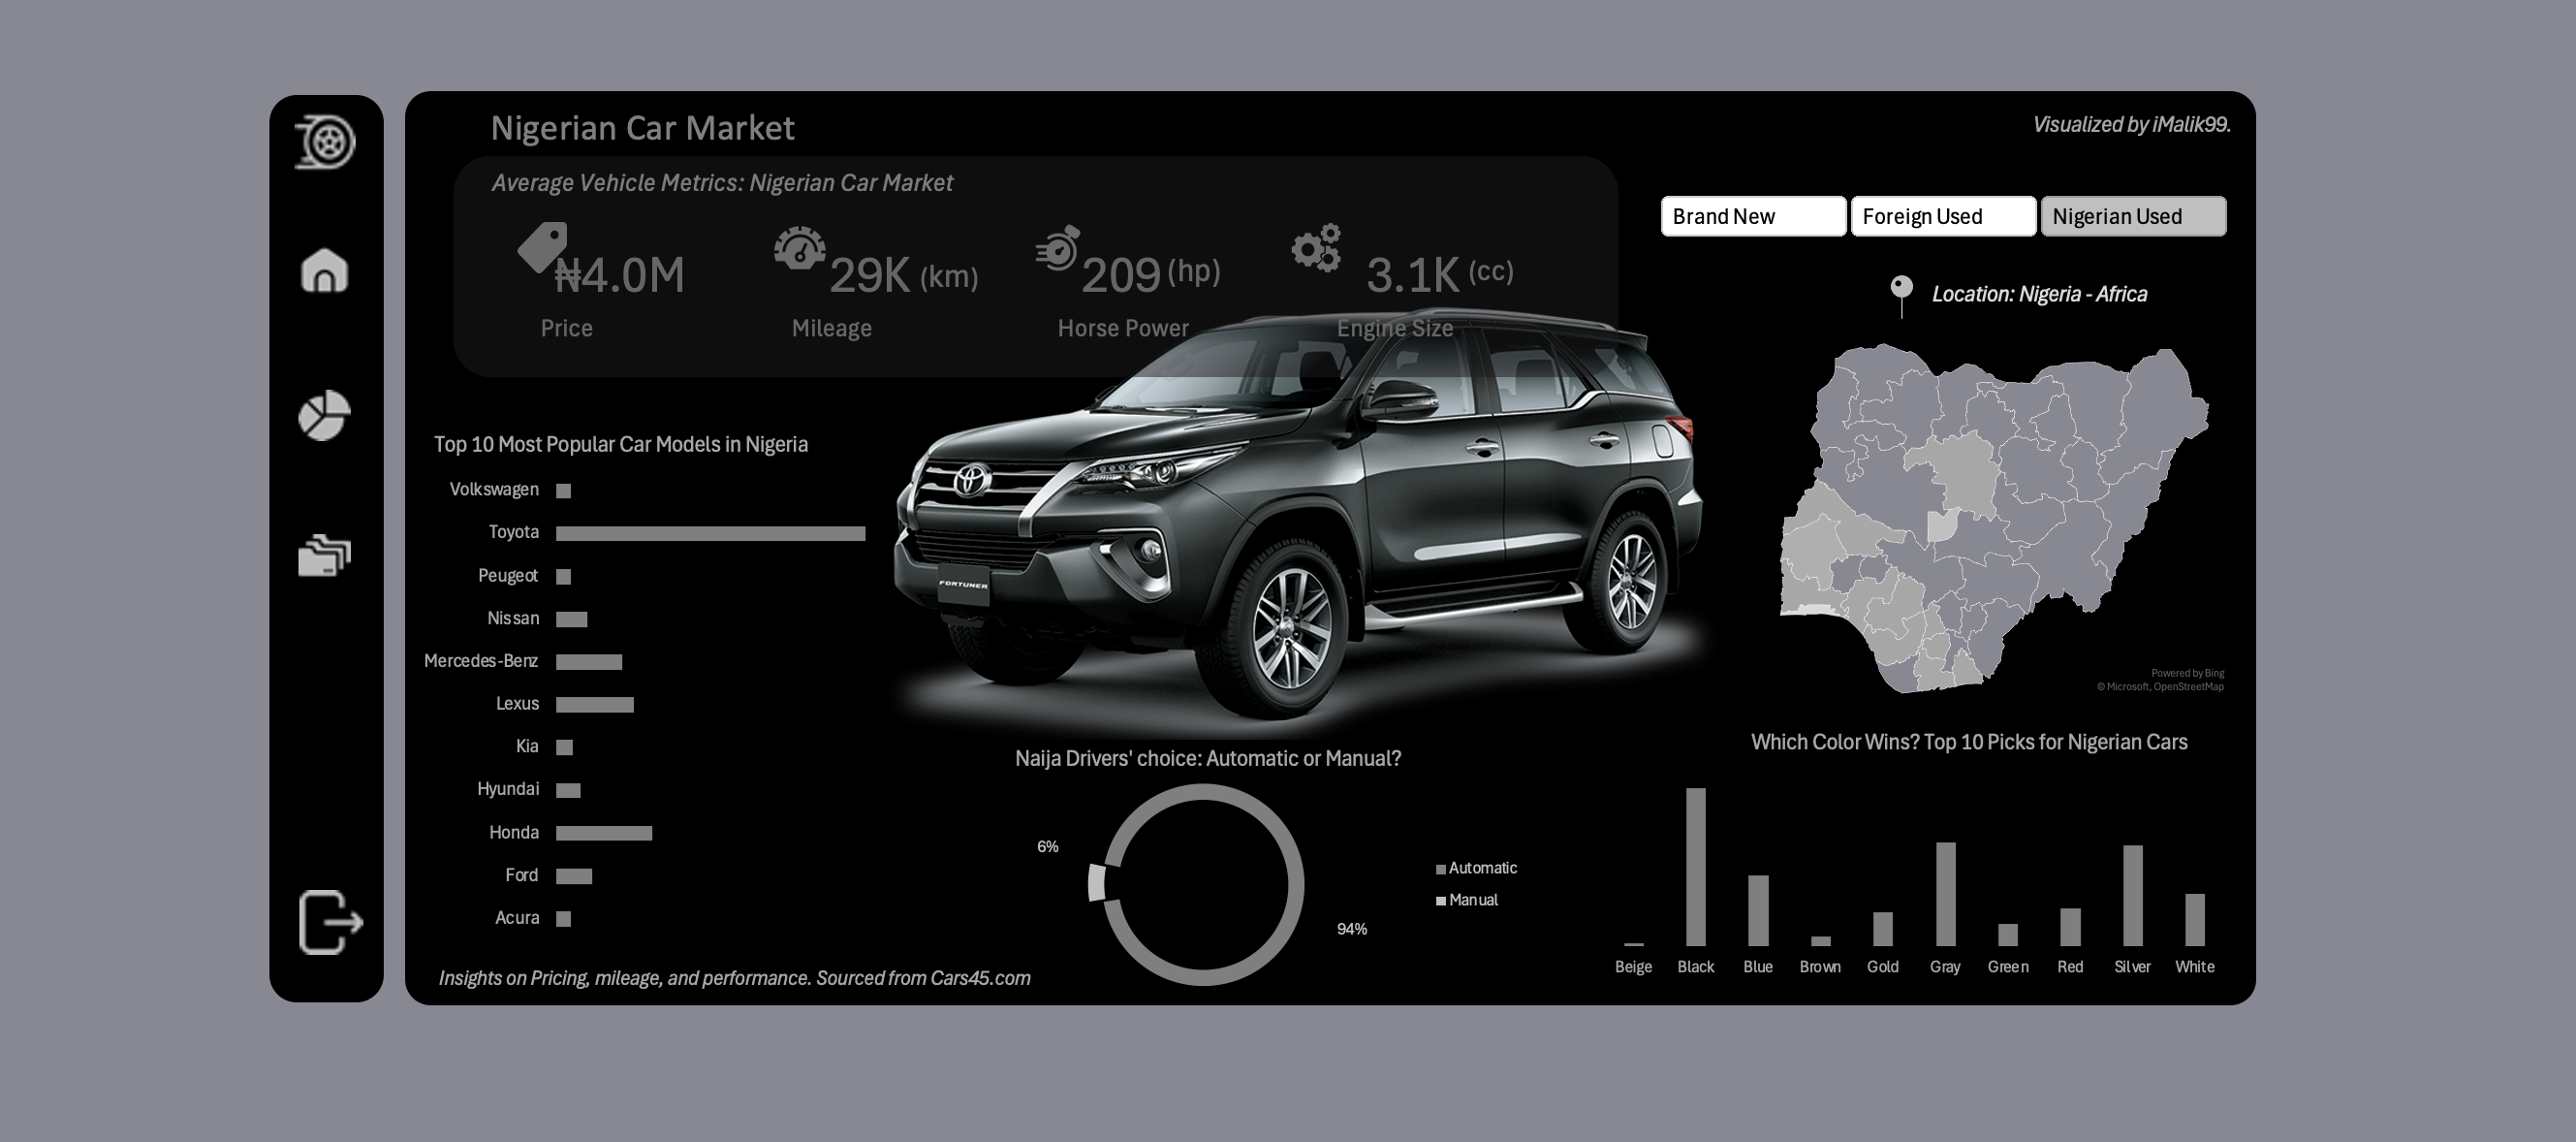 Nigerian Car Market
Visualized by iMalik99.
Average Vehicle Metrics: Nigerian Car Market
₦4.0M
29K (km)
209 (hp)
3.1K (cc)
Price
Mileage
Horse Power
Engine Size
Brand New
Foreign Used
Nigerian Used
Location: Nigeria - Africa
Top 10 Most Popular Car Models in Nigeria
Volkswagen
Toyota
Peugeot
Nissan
Mercedes-Benz
Lexus
Kia
Hyundai
Honda
Ford
Acura
FORTUNER
Powered by Bing
© Microsoft, OpenStreetMap
Naija Drivers' choice: Automatic or Manual?
6%
94%
Automatic
Manual
Which Color Wins? Top 10 Picks for Nigerian Cars
Beige
Black
Blue
Brown
Gold
Gray
Green
Red
Silver
White
Insights on Pricing, mileage, and performance. Sourced from Cars45.com